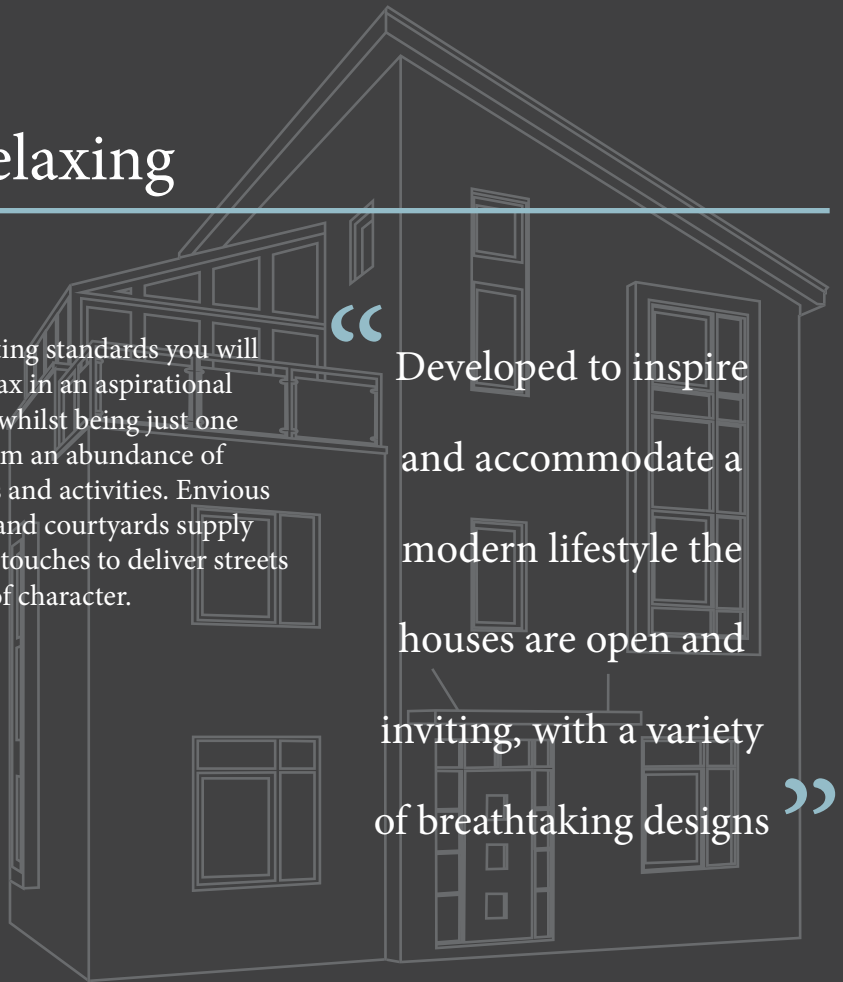 elaxing
ting standards you will
ax in an aspirational
whilst being just one
m an abundance of
s and activities. Envious
and courtyards supply
touches to deliver streets
of character.
“
Developed to inspire
and accommodate a
modern lifestyle the
houses are open and
inviting, with a variety
of breathtaking designs ”